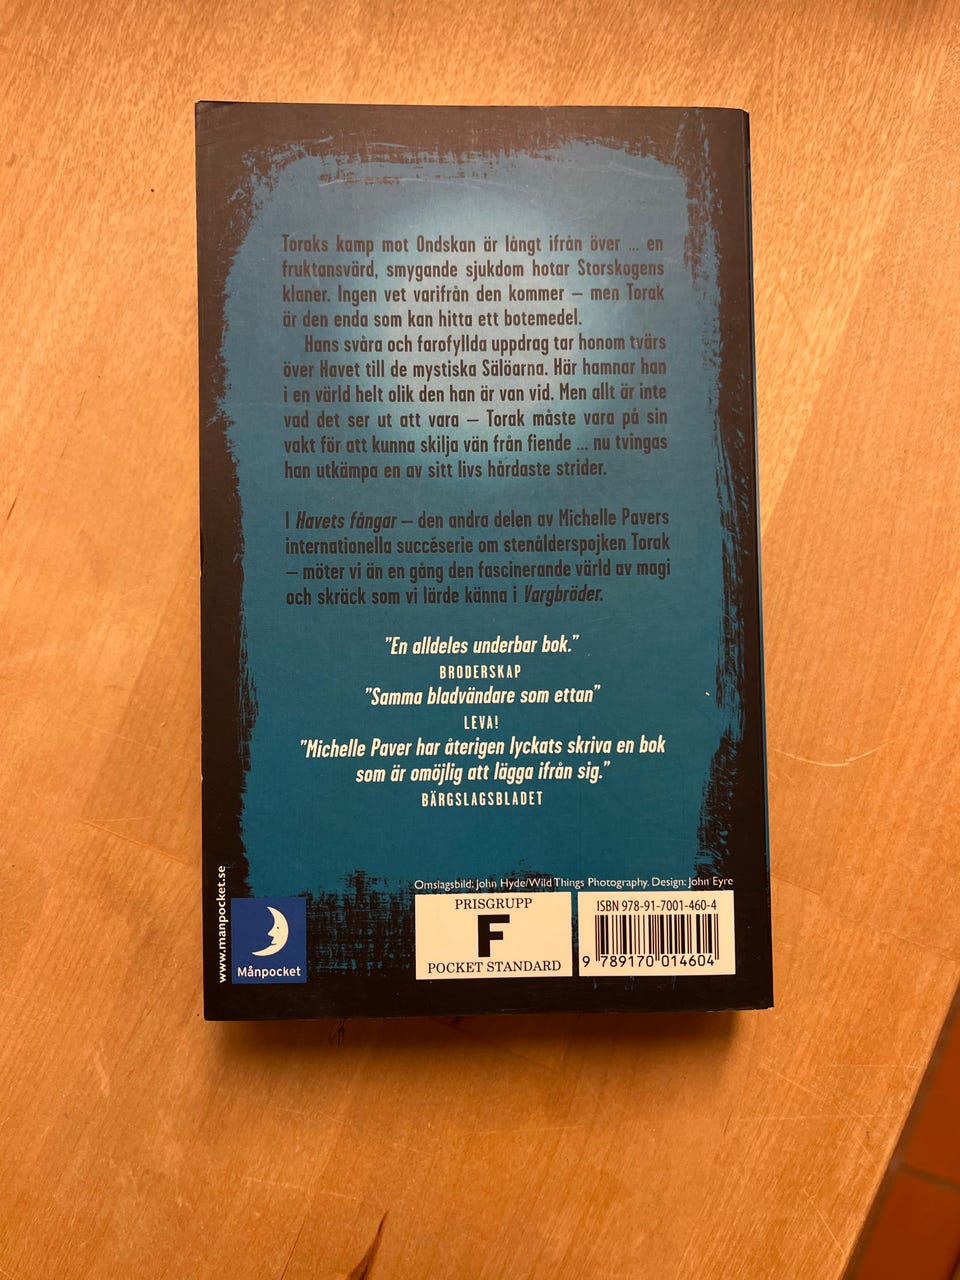 Toraks kamp mot Ondskan är långt ifrån över ... en
fruktansvärd, smygande sjukdom hotar Storskogens
klaner. Ingen vet varifrån den kommer – men Torak
är den enda som kan hitta ett botemedel.
Hans svåra och farofyllda uppdrag tar honom tvärs
över Havet till de mystiska Sälöarna. Här hamnar han
i en värld helt olik den han är van vid. Men allt är inte
vad det ser ut att vara – Torak måste vara på sin
vakt för att kunna skilja vän från fiende ... nu tvingas
han utkämpa en av sitt livs hårdaste strider.
I Havets fångar – den andra delen av Michelle Pavers
internationella succéserie om stenålderspojken Torak
– möter vi än en gång den fascinerande värld av magi
och skräck som vi lärde känna i Vargbröder.
"En alldeles underbar bok."
BRODERSKAP
"Samma bladvändare som ettan"
LEVA!
"Michelle Paver har återigen lyckats skriva en bok
som är omöjlig att lägga ifrån sig."
BÄRGSLAGSBLADET
www.manpocket.se
Månpocket
Omslagsbild: John Hyde/Wild Things Photography. Design: John Eyre
PRISGRUPP
F
POCKET STANDARD
ISBN 978-91-7001-460-4
9 789170 014604